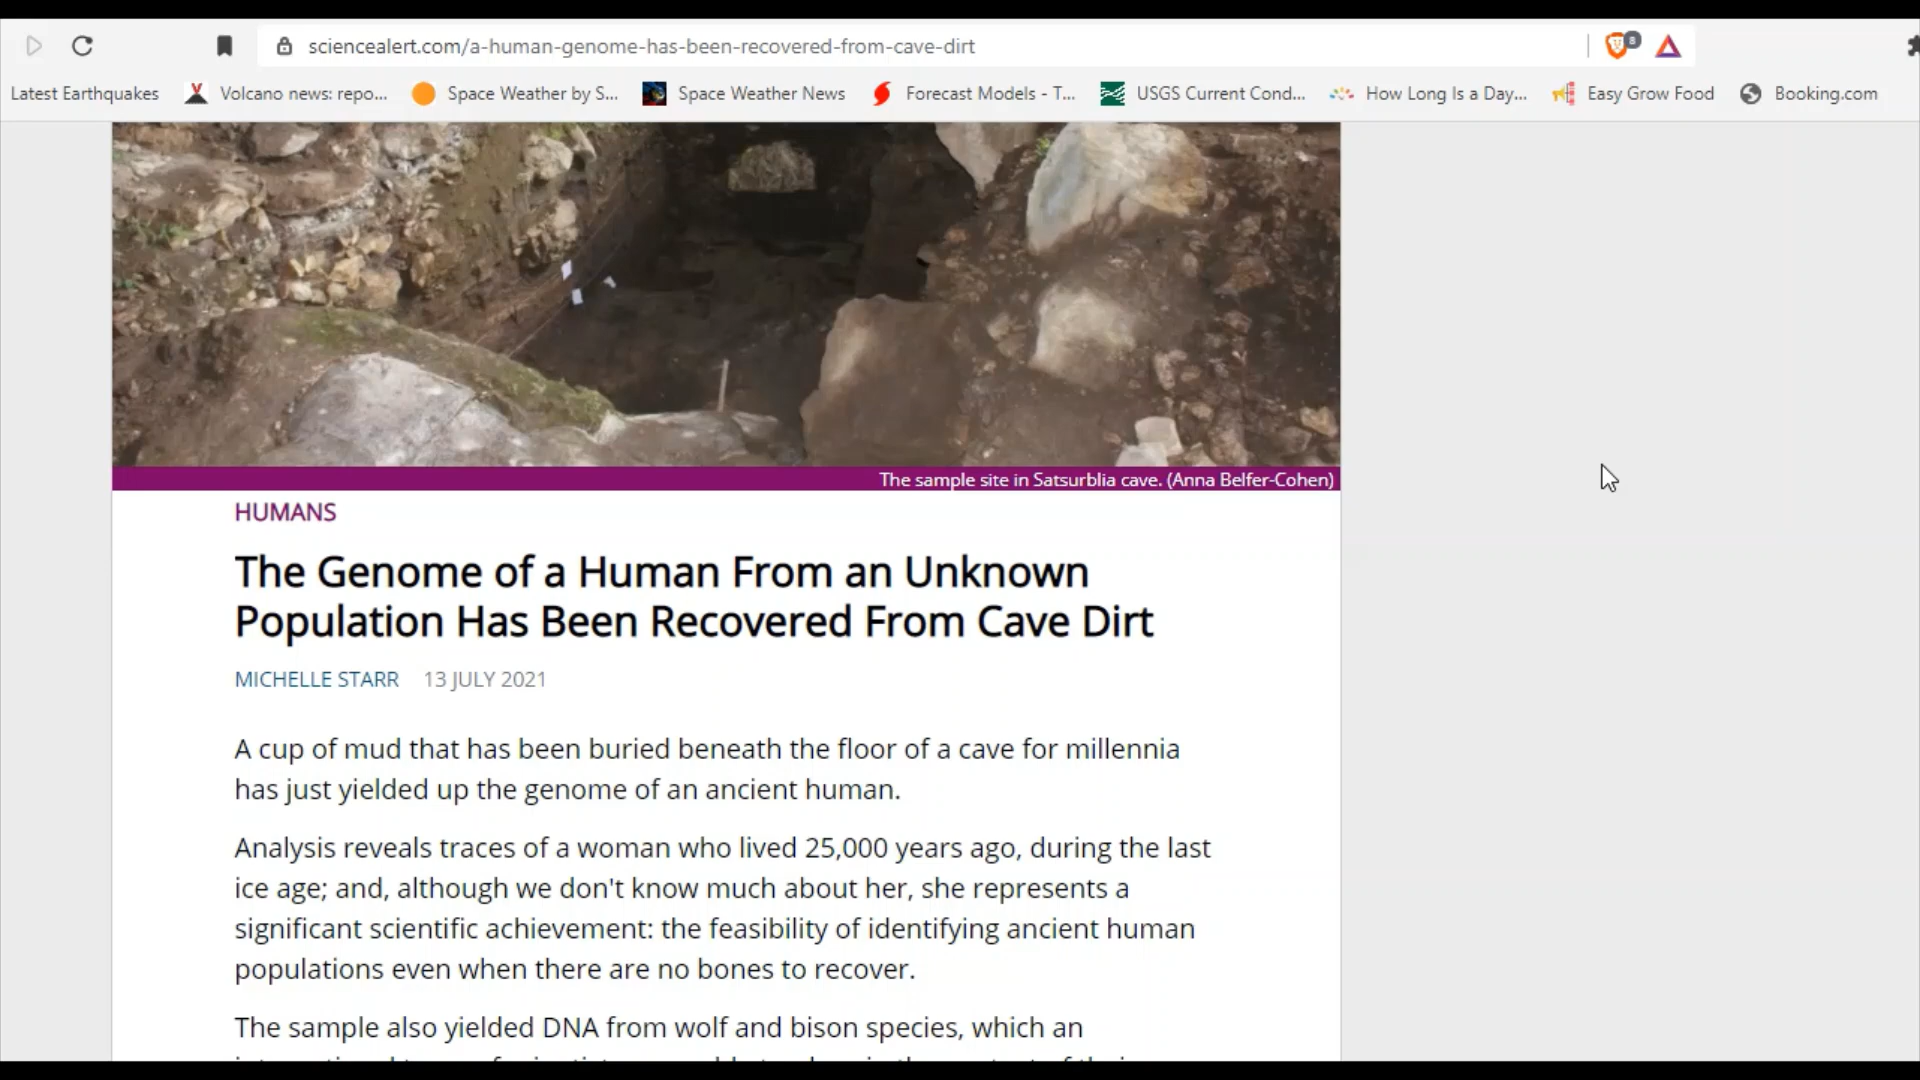 sciencealert.com/a-human-genome-has-been-recovered-from-cave-dirt
8
Latest Earthquakes
Volcano news: repo...
Space Weather by S...
Space Weather News
Forecast Models - T...
USGS Current Cond...
How Long Is a Day...
Easy Grow Food
Booking.com
The sample site in Satsurblia cave. (Anna Belfer-Cohen)
HUMANS
The Genome of a Human From an Unknown
Population Has Been Recovered From Cave Dirt
MICHELLE STARR 13 JULY 2021
A cup of mud that has been buried beneath the floor of a cave for millennia
has just yielded up the genome of an ancient human.
Analysis reveals traces of a woman who lived 25,000 years ago, during the last
ice age; and, although we don't know much about her, she represents a
significant scientific achievement: the feasibility of identifying ancient human
populations even when there are no bones to recover.
The sample also yielded DNA from wolf and bison species, which an